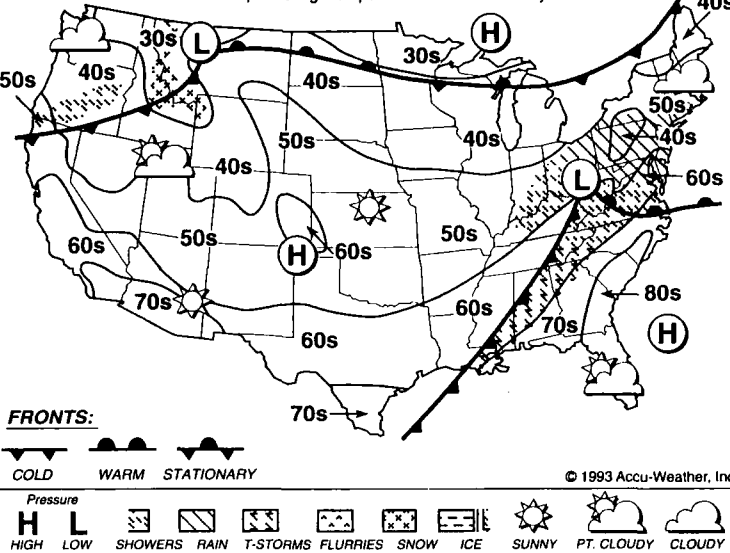 40s
30s
L
H
30s
50s
40s
40s
50s
40s
50s
40s
40s
60s
L
60s
50s
50s
H
60s
70s
60s
80s
70s
H
60s
70s
FRONTS:
COLD WARM STATIONARY
© 1993 Accu-Weather, Inc
Pressure
H L
HIGH LOW SHOWERS RAIN T-STORMS FLURRIES SNOW ICE SUNNY PT. CLOUDY CLOUDY